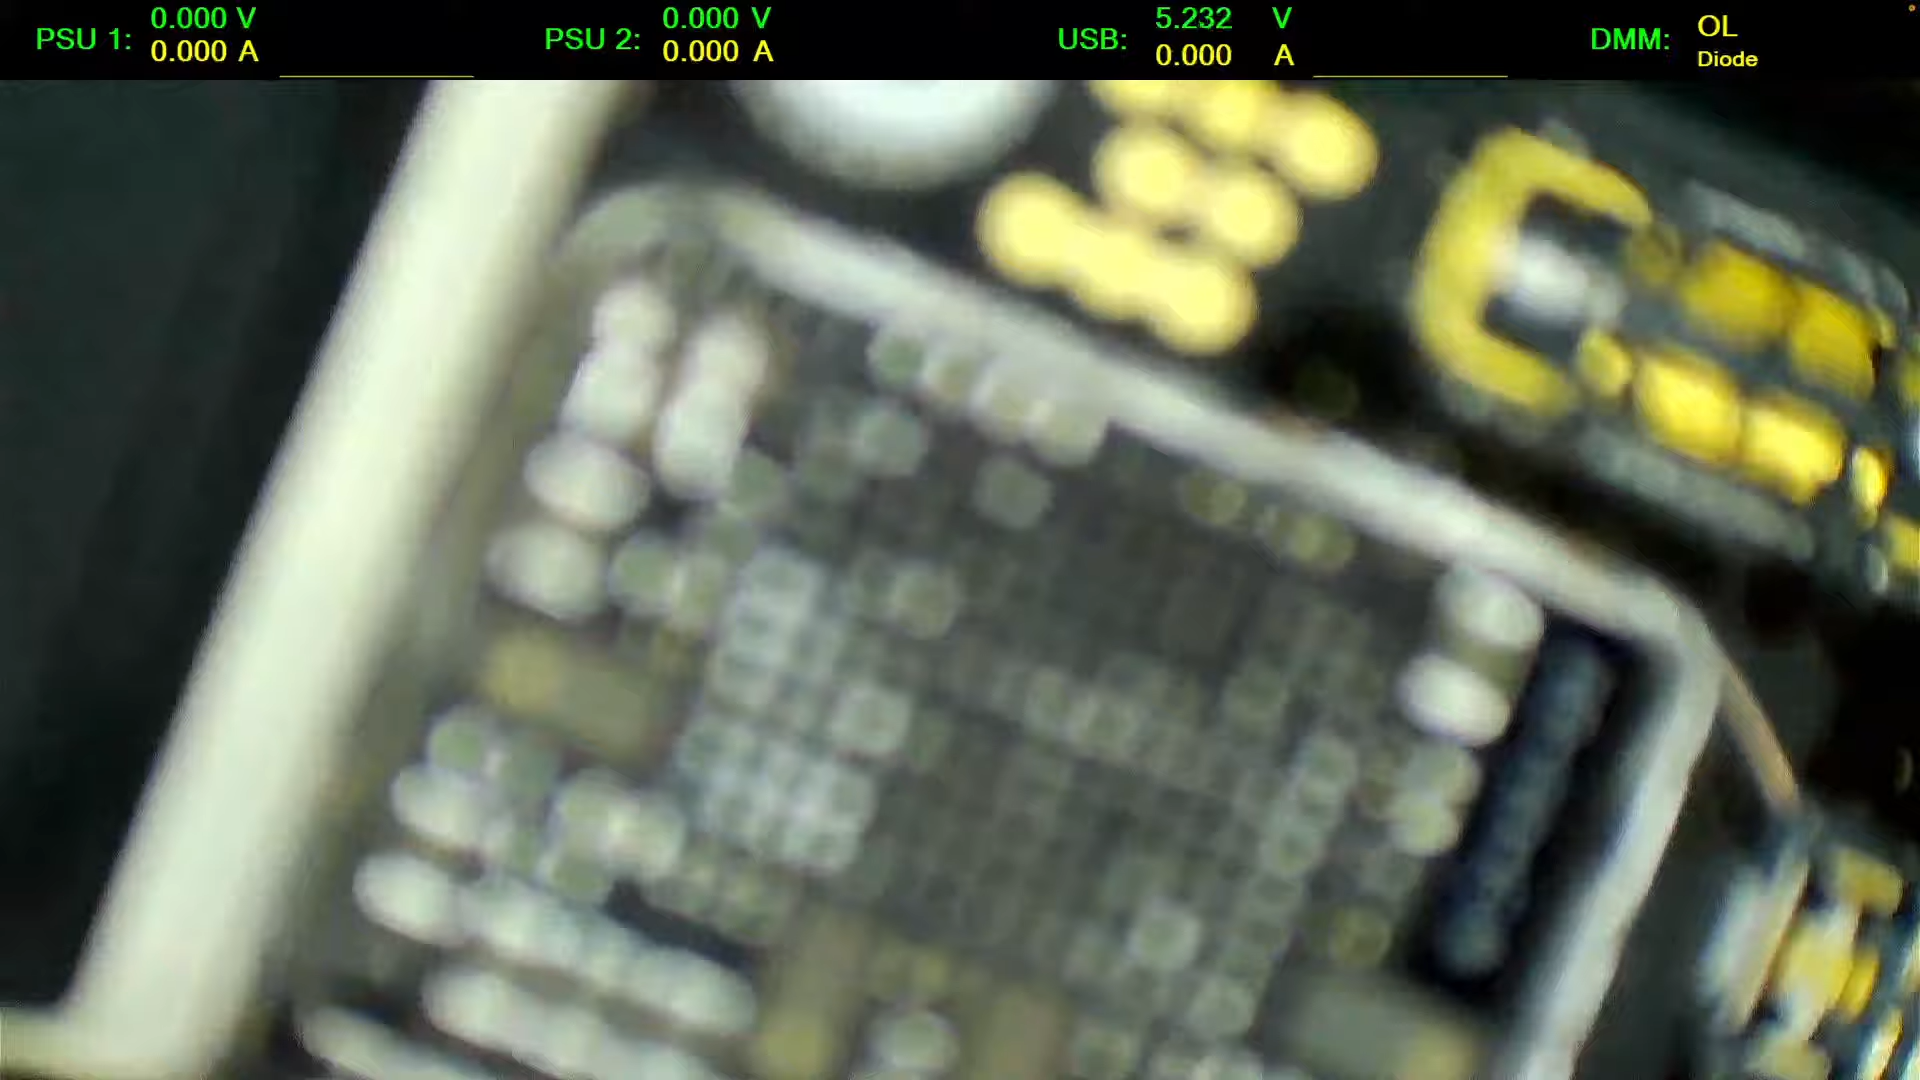 PSU 1: 0.000 V
0.000 A
PSU 2: 0.000 V
0.000 A
USB: 5.232 V
0.000 A
DMM: OL
Diode